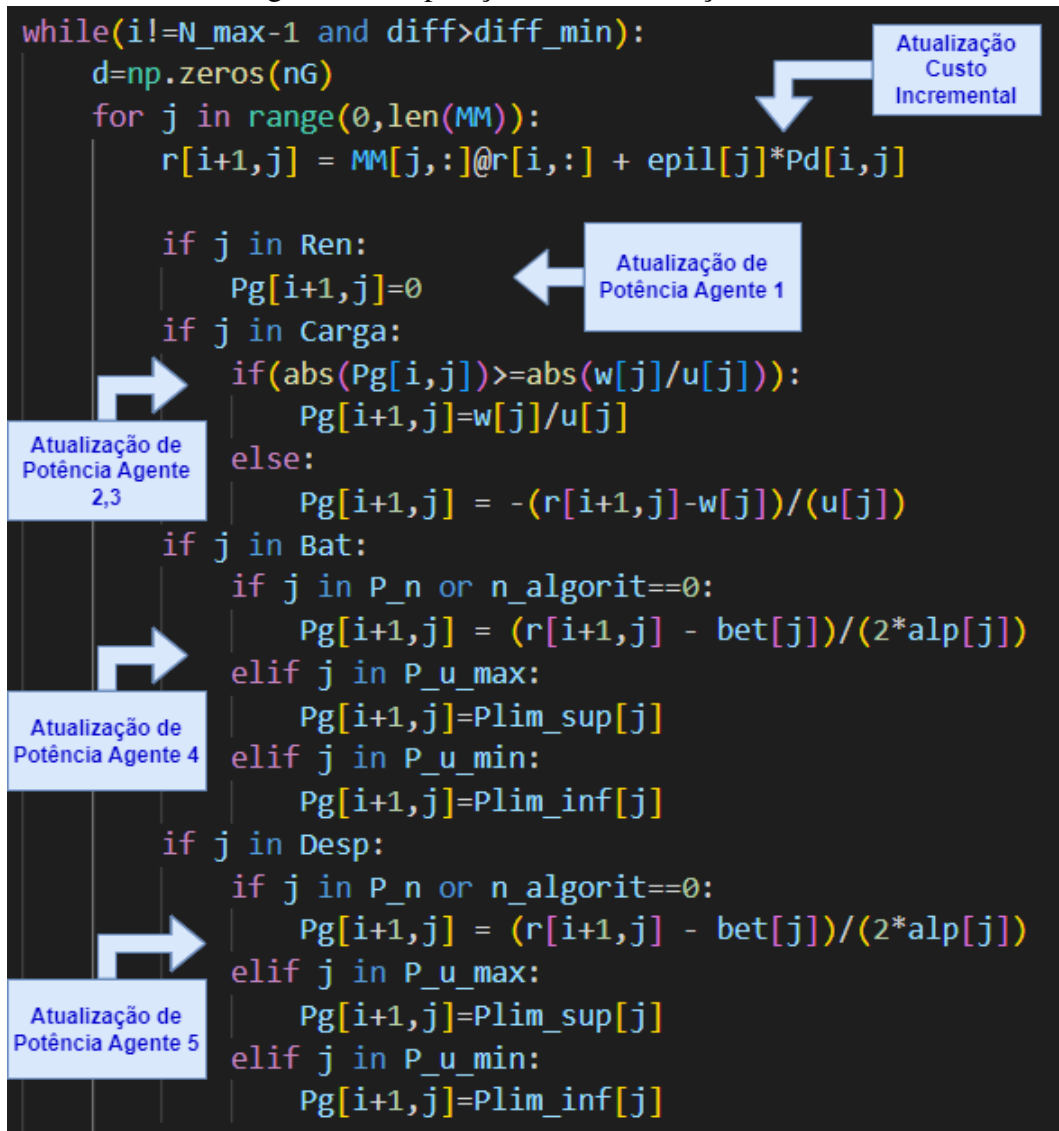 while(i!=N_max-1 and diff>diff_min):
Atualização
Custo
Incremental
d=np.zeros(nG)
for j in range(0,len(MM)):
r[i+1,j] = MM[j,:]@r[i,:] + epil[j]*Pd[i,j]
if j in Ren:
Atualização de
Potência Agente 1
Pg[i+1,j]=0
if j in Carga:
if(abs(Pg[i,j])>=abs(w[j]/u[j])):
Pg[i+1,j]=w[j]/u[j]
Atualização de
Potência Agente
2,3
else:
Pg[i+1,j] = -(r[i+1,j]-w[j])/(u[j])
if j in Bat:
if j in P_n or n_algorit==0:
Pg[i+1,j] = (r[i+1,j] - bet[j])/(2*alp[j])
elif j in P_u_max:
Atualização de
Potência Agente 4
Pg[i+1,j]=Plim_sup[j]
elif j in P_u_min:
Pg[i+1,j]=Plim_inf[j]
if j in Desp:
if j in P_n or n_algorit==0:
Pg[i+1,j] = (r[i+1,j] - bet[j])/(2*alp[j])
elif j in P_u_max:
Atualização de
Potência Agente 5
Pg[i+1,j]=Plim_sup[j]
elif j in P_u_min:
Pg[i+1,j]=Plim_inf[j]